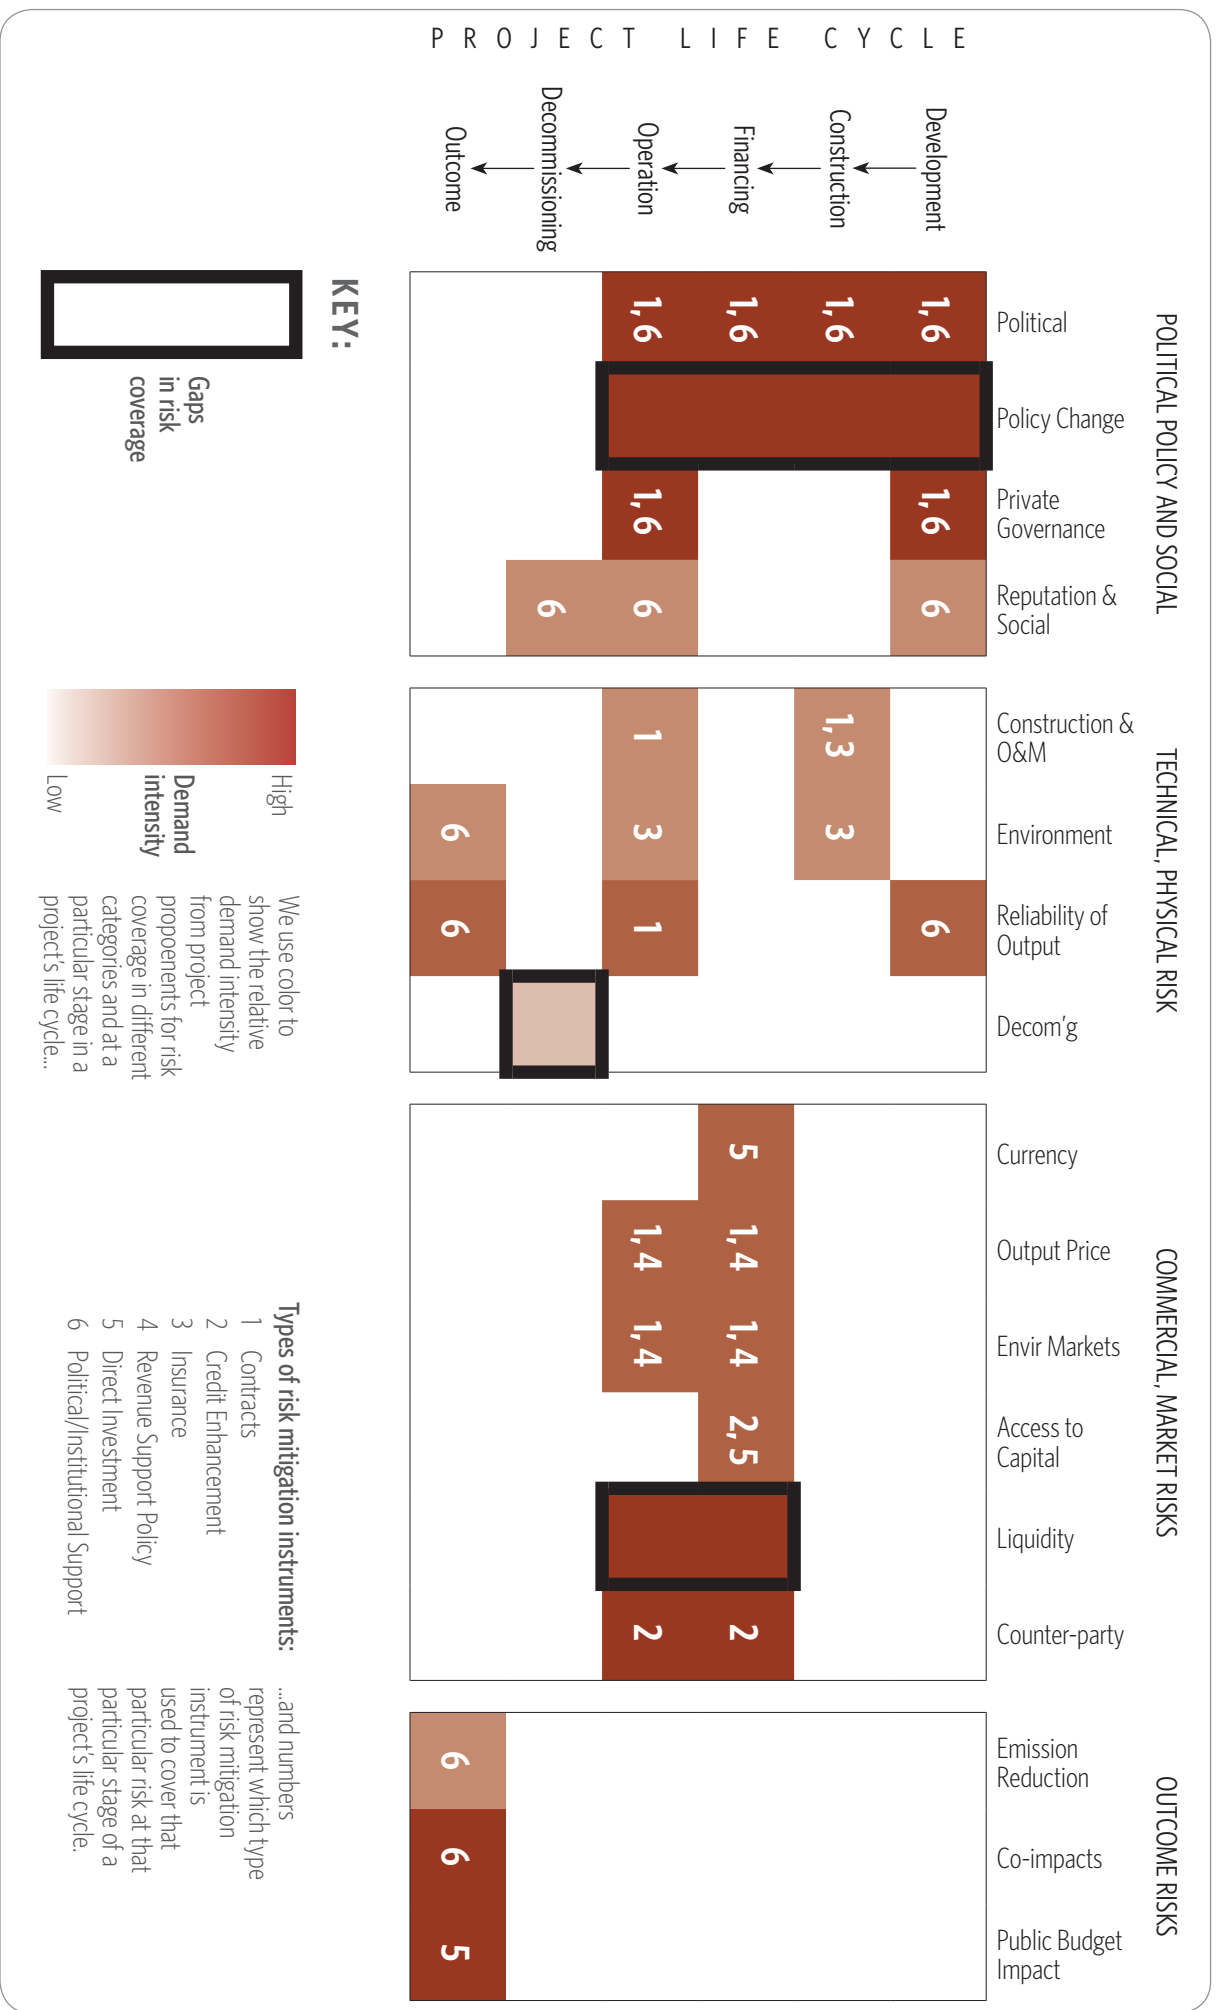 POLITICAL POLICY AND SOCIAL
TECHNICAL, PHYSICAL RISK
COMMERCIAL, MARKET RISKS
OUTCOME RISKS
Political
Policy Change
Private
Governance
Reputation &
Social
Construction &
O&M
Environment
Reliability of
Output
Decom'g
Currency
Output Price
Envir Markets
Access to
Capital
Liquidity
Counter-party
Emission
Reduction
Co-impacts
Public Budget
Impact
PROJECT LIFE CYCLE
Development
1, 6
1, 6
6
6
Construction
1, 6
1, 3
3
Financing
1, 6
5
1, 4
1, 4
2, 5
2
Operation
1, 6
1, 6
6
1
3
1
1, 4
1, 4
2
Decommissioning
6
Outcome
6
6
6
6
5
KEY:
Gaps
in risk
coverage
High
Demand
intensity
Low
We use color to
show the relative
demand intensity
from project
propoenents for risk
coverage in different
categories and at a
particular stage in a
project's life cycle...
Types of risk mitigation instruments:
1 Contracts
2 Credit Enhancement
3 Insurance
4 Revenue Support Policy
5 Direct Investment
6 Political/Institutional Support
...and numbers
represent which type
of risk mitigation
instrument is
used to cover that
particular risk at that
particular stage of a
project's life cycle.